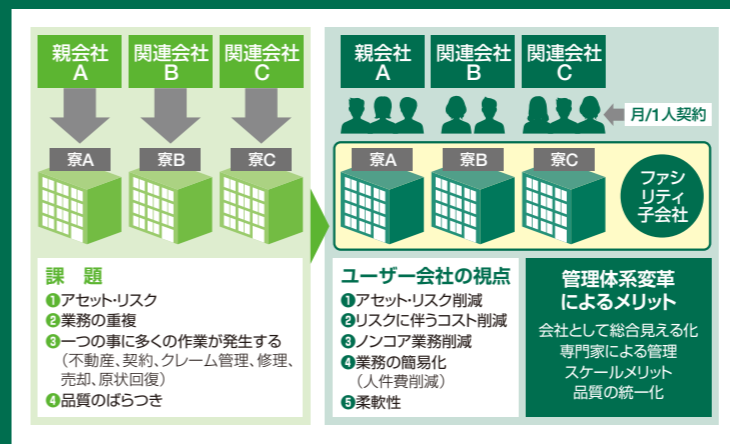 親会社
A
関連会社
B
関連会社
C
寮A
寮B
寮C
課　題
❶アセット・リスク
❷業務の重複
❸一つの事に多くの作業が発生する
（不動産、契約、クレーム管理、修理、
売却、原状回復）
❹品質のばらつき
親会社
A
関連会社
B
関連会社
C
月/1人契約
寮A
寮B
寮C
ファシ
リティ
子会社
ユーザー会社の視点
❶アセット・リスク削減
❷リスクに伴うコスト削減
❸ノンコア業務削減
❹業務の簡易化
（人件費削減）
❺柔軟性
管理体系変革
によるメリット
会社として総合見える化
専門家による管理
スケールメリット
品質の統一化